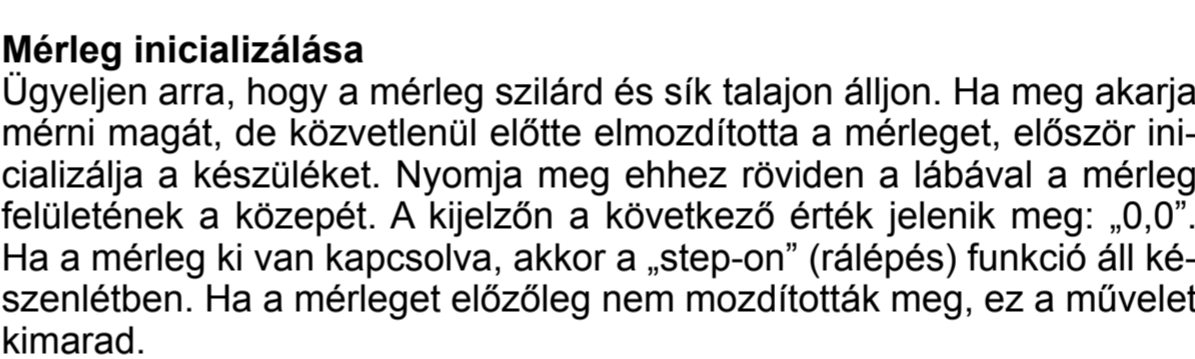 Mérleg inicializálása
Ügyeljen arra, hogy a mérleg szilárd és sík talajon álljon. Ha meg akarja
mérni magát, de közvetlenül előtte elmozdította a mérleget, először ini-
cializálja a készüléket. Nyomja meg ehhez röviden a lábával a mérleg
felületének a közepét. A kijelzőn a következő érték jelenik meg: „0,0”.
Ha a mérleg ki van kapcsolva, akkor a „step-on” (rálépés) funkció áll ké-
szenlétben. Ha a mérleget előzőleg nem mozdították meg, ez a művelet
kimarad.